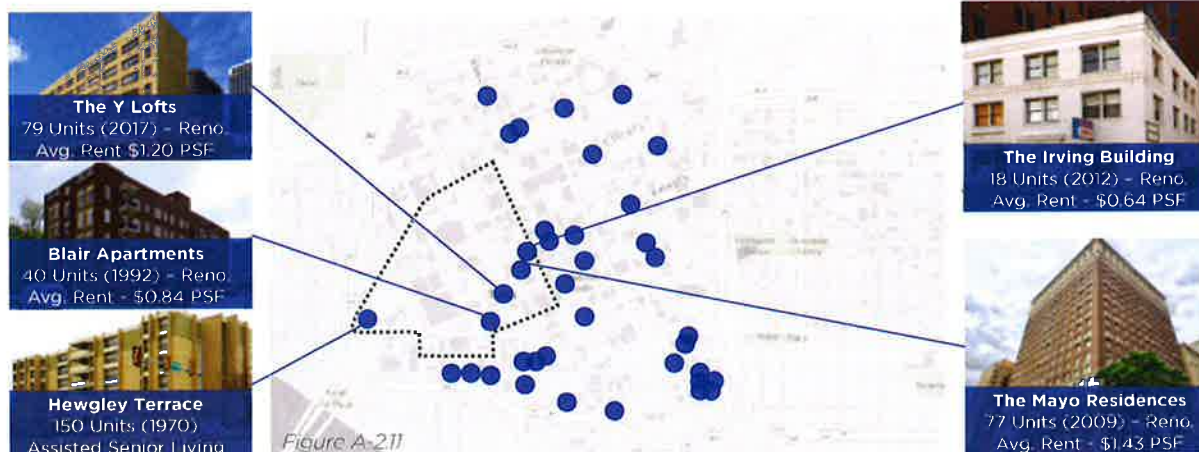 The Y Lofts
79 Units (2017) - Reno.
Avg. Rent $1.20 PSF
Blair Apartments
40 Units (1992) - Reno.
Avg. Rent - $0.84 PSF
Hewgley Terrace
150 Units (1970)
Assisted Senior Living
Figure A-2.11
The Irving Building
18 Units (2012) - Reno.
Avg. Rent - $0.64 PSF
The Mayo Residences
77 Units (2009) - Reno.
Avg. Rent - $1.43 PSF